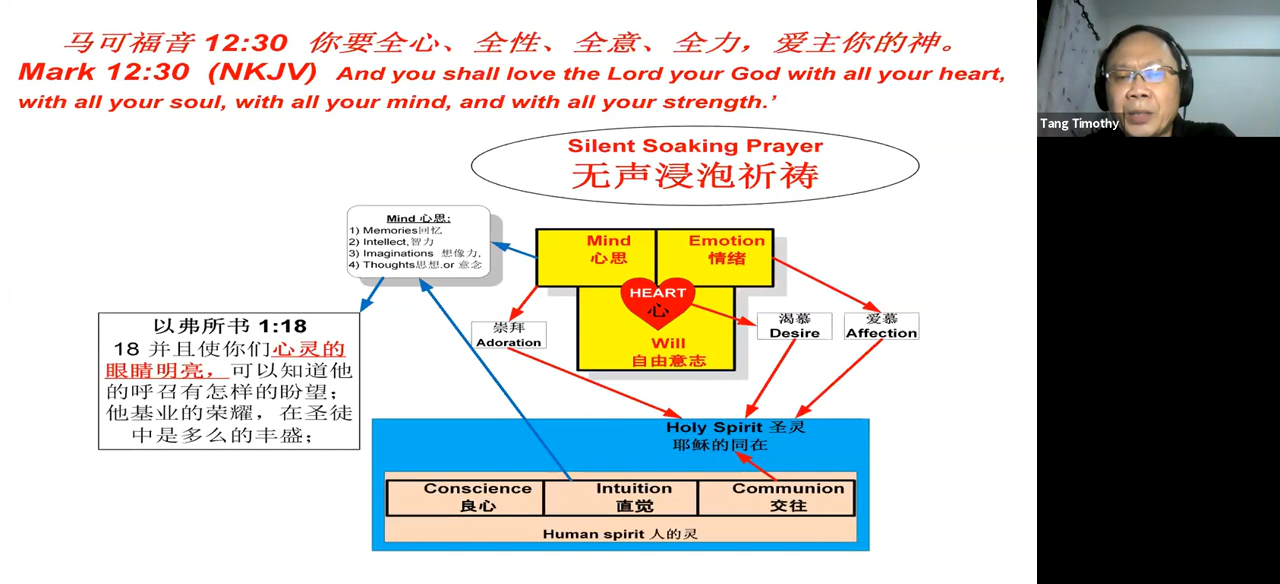 马可福音 12:30 你要全心、全性、全意、全力，爱主你的神。
Mark 12:30 (NKJV) And you shall love the Lord your God with all your heart,
with all your soul, with all your mind, and with all your strength.’
Tang Timothy
Silent Soaking Prayer
无声浸泡祈祷
Mind 心思:
1) Memories回忆
2) Intellect,智力
3) Imaginations 想像力,
4) Thoughts思想.or 意念
Mind
心思
Emotion
情绪
HEART
心
Will
自由意志
崇拜
Adoration
渴慕
Desire
爱慕
Affection
以弗所书 1:18
18 并且使你们心灵的
眼睛明亮，可以知道他
的呼召有怎样的盼望；
他基业的荣耀，在圣徒
中是多么的丰盛；
Holy Spirit 圣灵
耶稣的同在
Conscience
良心
Intuition
直觉
Communion
交往
Human spirit 人的灵